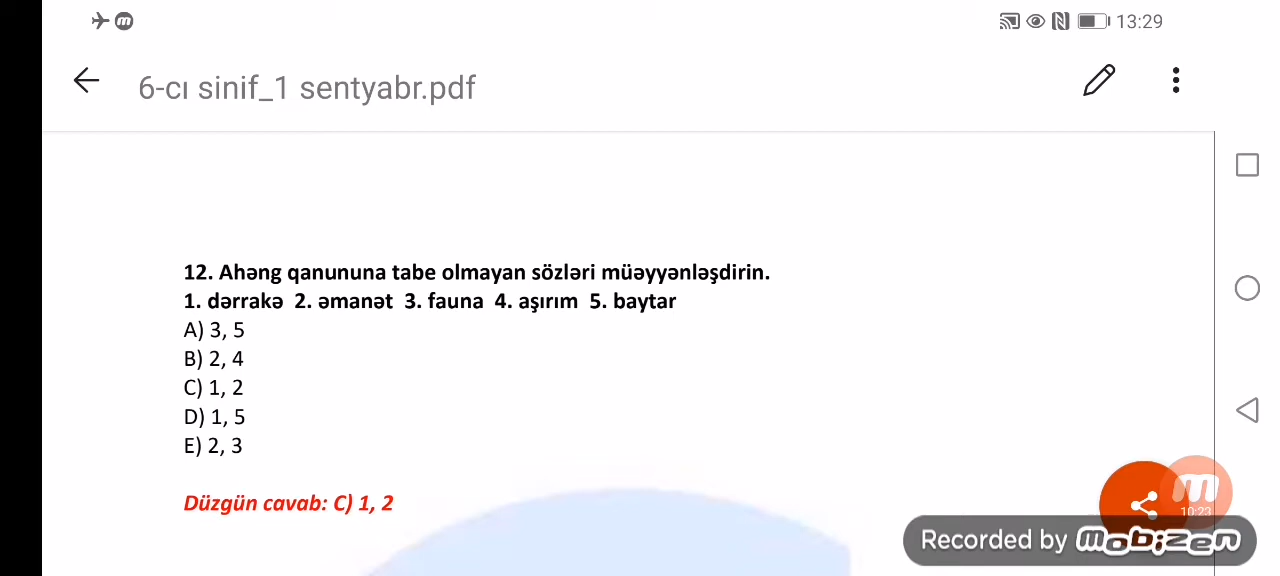 13:29
6-cı sinif_1 sentyabr.pdf
12. Ahəng qanununa tabe olmayan sözləri müəyyənləşdirin.
1. dərrakə 2. əmanət 3. fauna 4. aşırım 5. baytar
A) 3, 5
B) 2, 4
C) 1, 2
D) 1, 5
E) 2, 3
Düzgün cavab: C) 1, 2
10:23
Recorded by mobizen